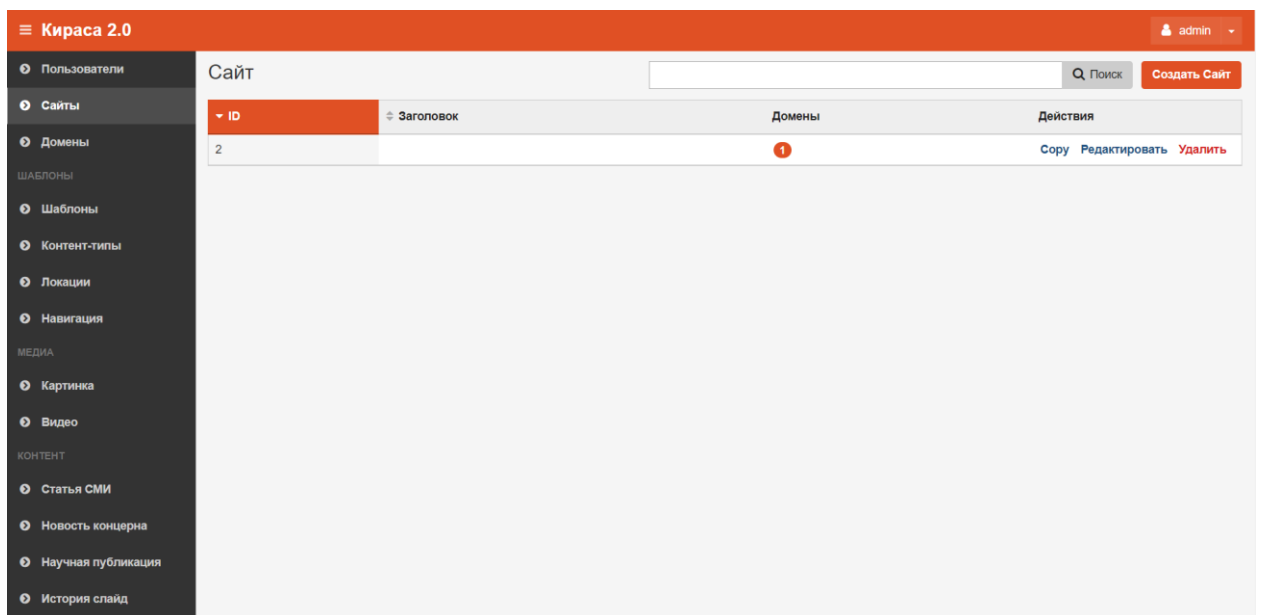 Кираса 2.0
admin
Пользователи
Сайты
Домены
ШАБЛОНЫ
Шаблоны
Контент-типы
Локации
Навигация
МЕДИА
Картинка
Видео
КОНТЕНТ
Статья СМИ
Новость концерна
Научная публикация
История слайд
Сайт
Поиск
Создать Сайт
ID Заголовок Домены Действия
2 1 Copy Редактировать Удалить